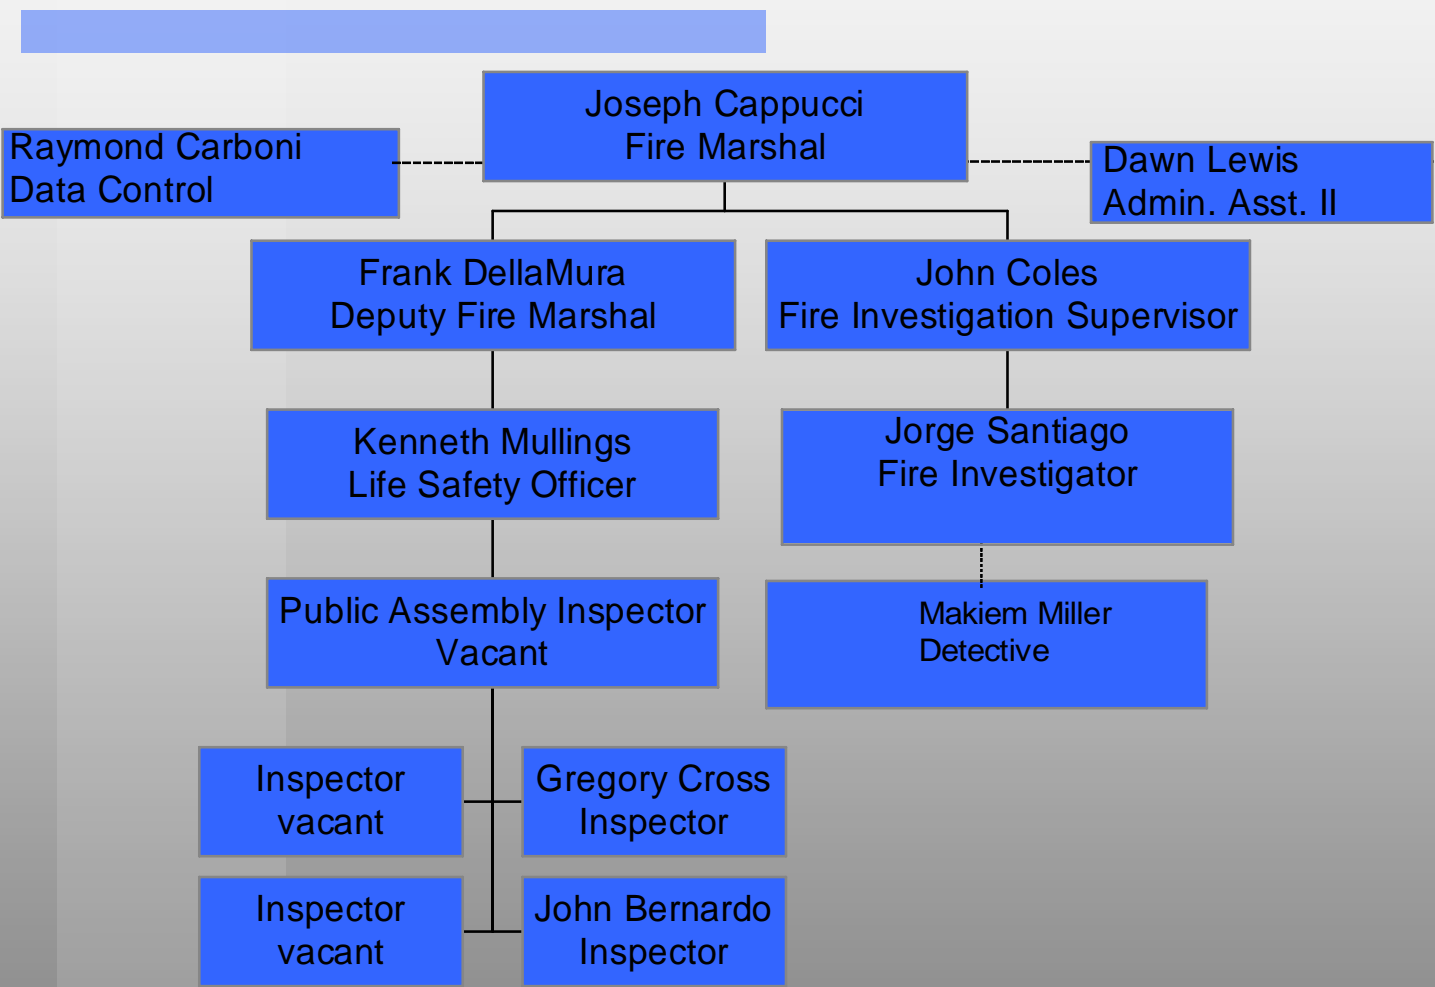 Joseph Cappucci
Fire Marshal
Raymond Carboni
Data Control
Dawn Lewis
Admin. Asst. II
Frank DellaMura
Deputy Fire Marshal
John Coles
Fire Investigation Supervisor
Kenneth Mullings
Life Safety Officer
Jorge Santiago
Fire Investigator
Public Assembly Inspector
Vacant
Makiem Miller
Detective
Inspector
vacant
Gregory Cross
Inspector
Inspector
vacant
John Bernardo
Inspector